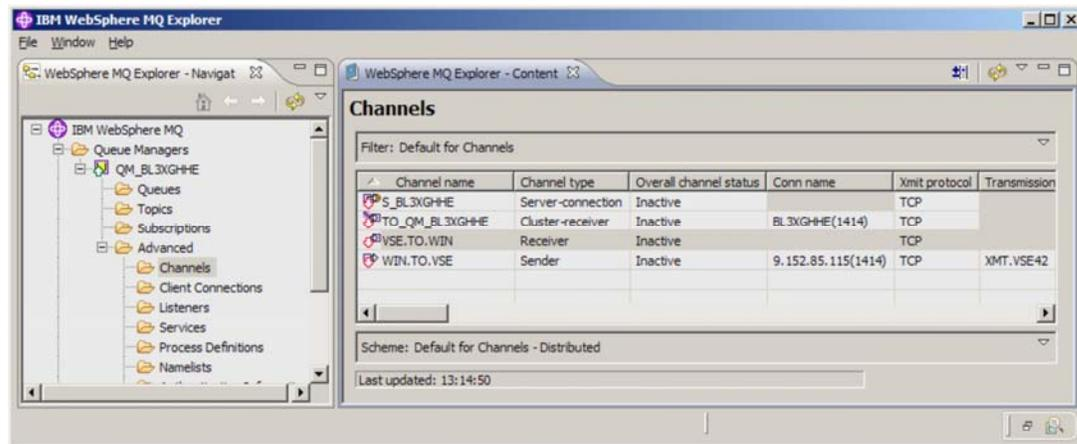 IBM WebSphere MQ Explorer
File Window Help
WebSphere MQ Explorer - Navigat
IBM WebSphere MQ
Queue Managers
QM_BL3XGHHE
Queues
Topics
Subscriptions
Advanced
Channels
Client Connections
Listeners
Services
Process Definitions
Namelists
WebSphere MQ Explorer - Content
Channels
Filter: Default for Channels
Channel name Channel type Overall channel status Conn name Xmit protocol Transmission
S_BL3XGHHE Server-connection Inactive TCP
TO_QM_BL3XGHHE Cluster-receiver Inactive BL3XGHHE(1414) TCP
VSE.TO.WIN Receiver Inactive TCP
WIN.TO.VSE Sender Inactive 9.152.85.115(1414) TCP XMT.VSE42
Scheme: Default for Channels - Distributed
Last updated: 13:14:50